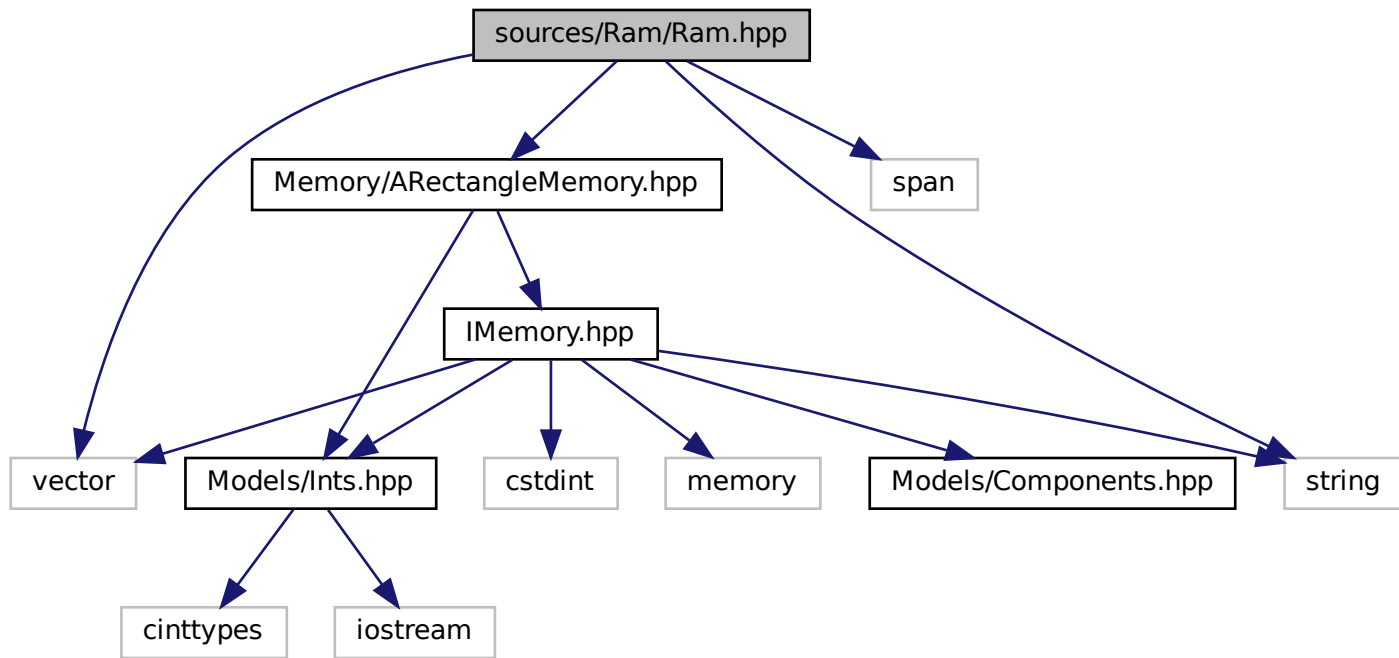 sources/Ram/Ram.hpp
Memory/ARectangleMemory.hpp
span
IMemory.hpp
vector
Models/Ints.hpp
cstdint
memory
Models/Components.hpp
string
cinttypes
iostream